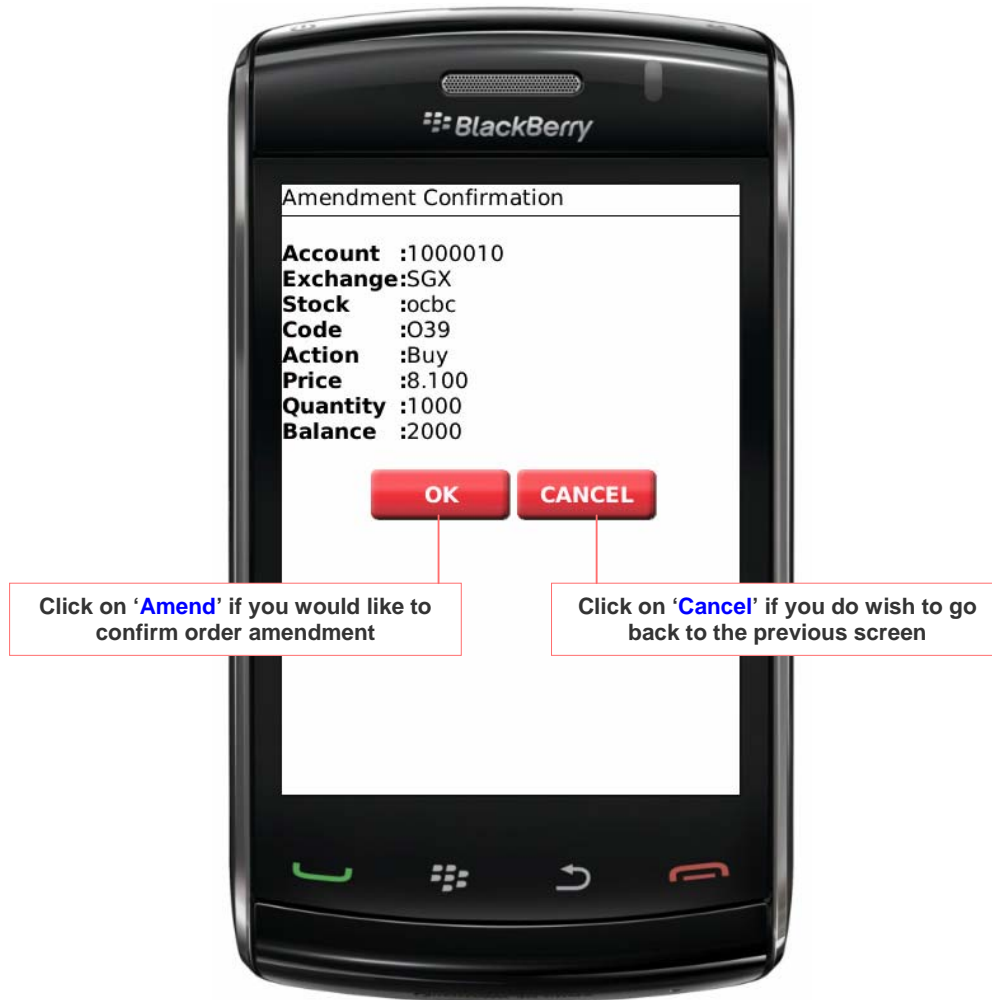 BlackBerry
Amendment Confirmation
Account :1000010
Exchange:SGX
Stock :ocbc
Code :O39
Action :Buy
Price :8.100
Quantity :1000
Balance :2000
OK CANCEL
Click on ‘Amend’ if you would like to
confirm order amendment
Click on ‘Cancel’ if you do wish to go
back to the previous screen